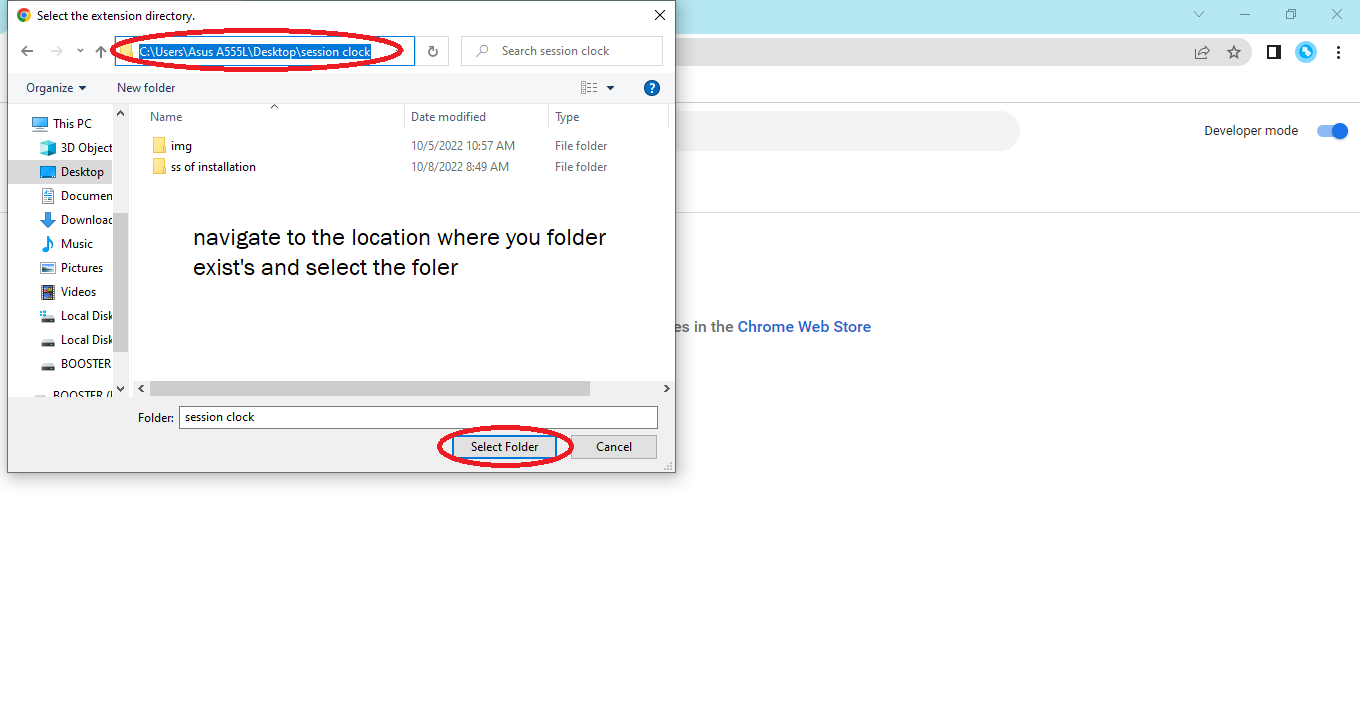 Select the extension directory.
C:\Users\Asus A555L\Desktop\session clock
Search session clock
Organize
New folder
?
Name
Date modified
Type
This PC
3D Object
Desktop
Documen
Downloac
Music
Pictures
Videos
Local Disk
Local Disk
BOOSTER
BOOSTER (
img
10/5/2022 10:57 AM
File folder
ss of installation
10/8/2022 8:49 AM
File folder
navigate to the location where you folder
exist's and select the foler
Folder:
session clock
Select Folder
Cancel
Developer mode
es in the Chrome Web Store